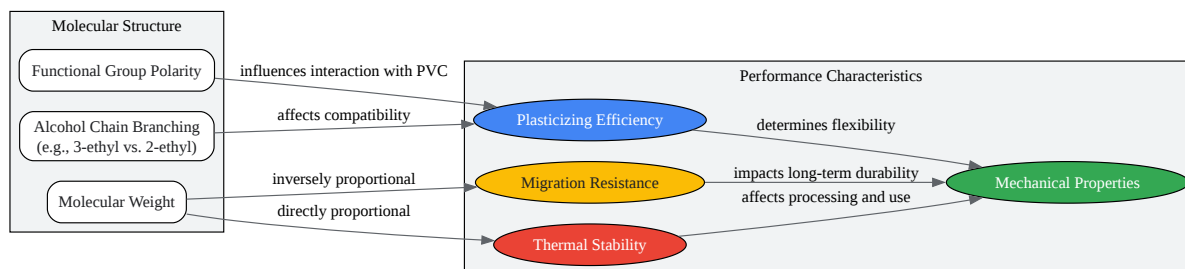 Molecular Structure
Functional Group Polarity
Alcohol Chain Branching
(e.g., 3-ethyl vs. 2-ethyl)
Molecular Weight
influences interaction with PVC
affects compatibility
inversely proportional
directly proportional
Performance Characteristics
Plasticizing Efficiency
Migration Resistance
Thermal Stability
determines flexibility
impacts long-term durability
affects processing and use
Mechanical Properties